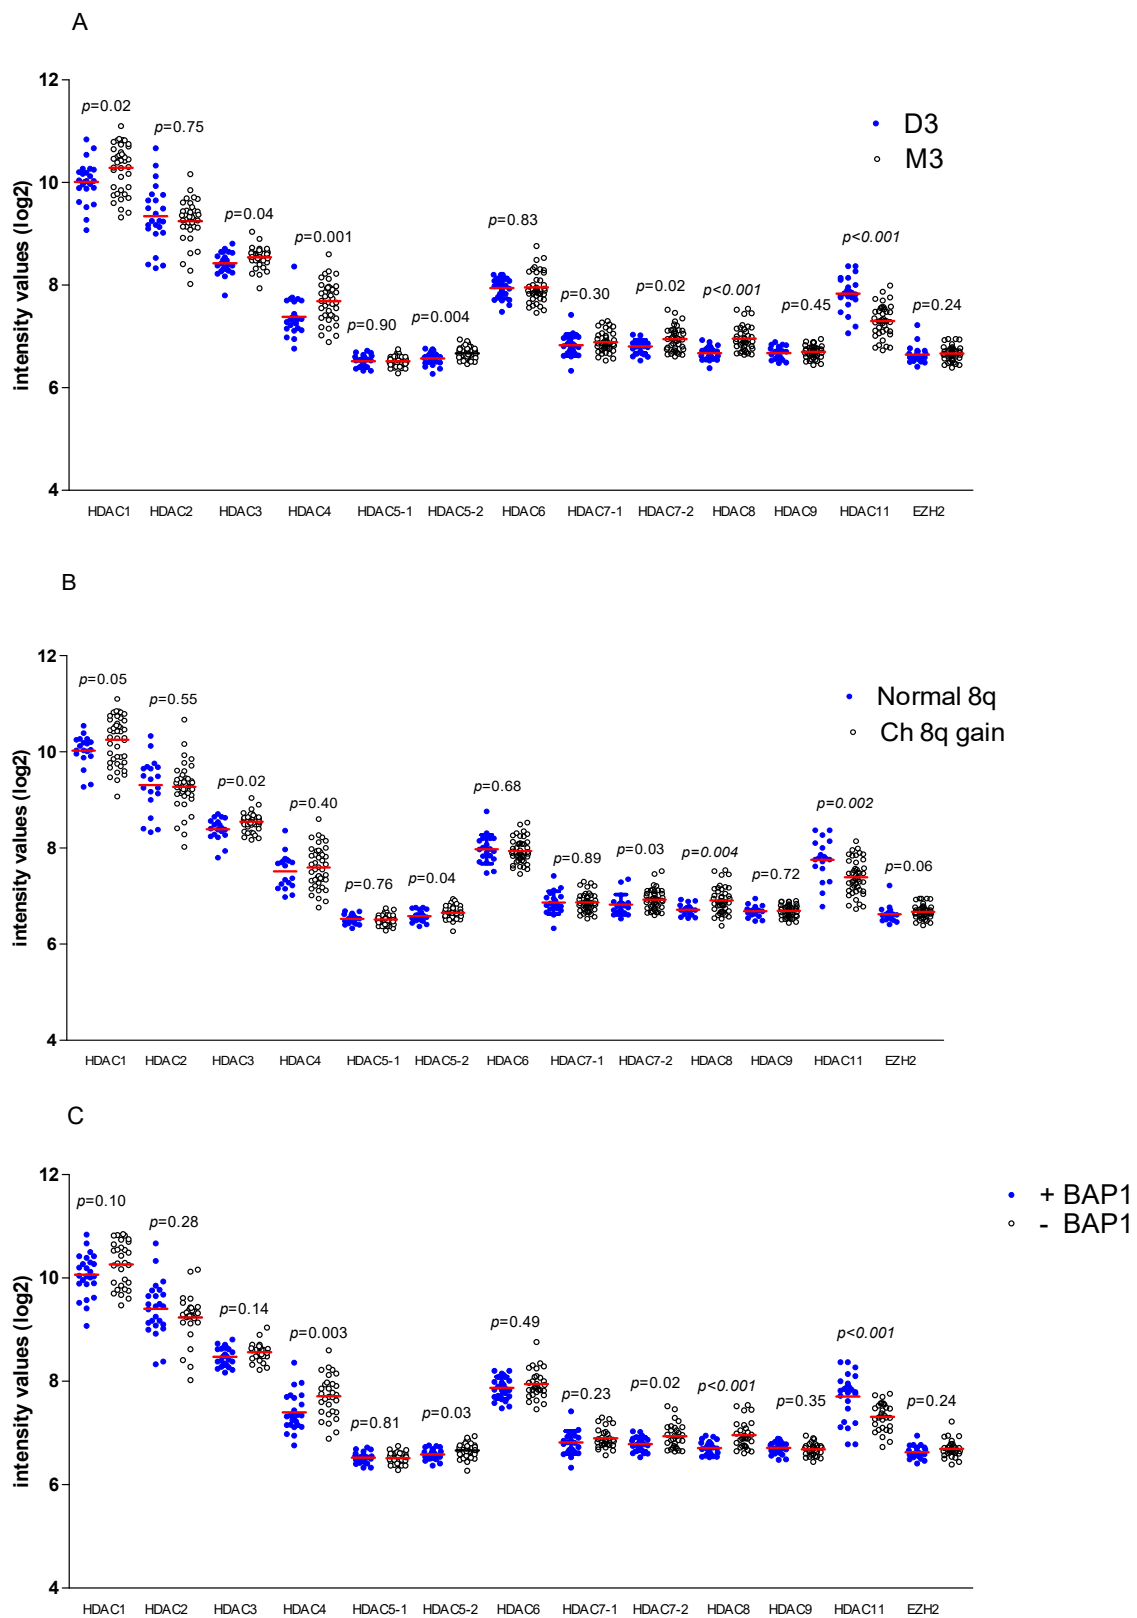 A
12
10
8
6
4
intensity values (log2)
p=0.02
p=0.75
p=0.04
p=0.001
p=0.90
p=0.004
p=0.83
p=0.30
p=0.02
p<0.001
p=0.45
p<0.001
p=0.24
D3
M3
HDAC1 HDAC2 HDAC3 HDAC4 HDAC5-1 HDAC5-2 HDAC6 HDAC7-1 HDAC7-2 HDAC8 HDAC9 HDAC11 EZH2
B
12
10
8
6
4
intensity values (log2)
p=0.05
p=0.55
p=0.02
p=0.40
p=0.76
p=0.04
p=0.68
p=0.89
p=0.03
p=0.004
p=0.72
p=0.002
p=0.06
Normal 8q
Ch 8q gain
HDAC1 HDAC2 HDAC3 HDAC4 HDAC5-1 HDAC5-2 HDAC6 HDAC7-1 HDAC7-2 HDAC8 HDAC9 HDAC11 EZH2
C
12
10
8
6
4
intensity values (log2)
p=0.10
p=0.28
p=0.14
p=0.003
p=0.81
p=0.03
p=0.49
p=0.23
p=0.02
p<0.001
p=0.35
p<0.001
p=0.24
+ BAP1
- BAP1
HDAC1 HDAC2 HDAC3 HDAC4 HDAC5-1 HDAC5-2 HDAC6 HDAC7-1 HDAC7-2 HDAC8 HDAC9 HDAC11 EZH2